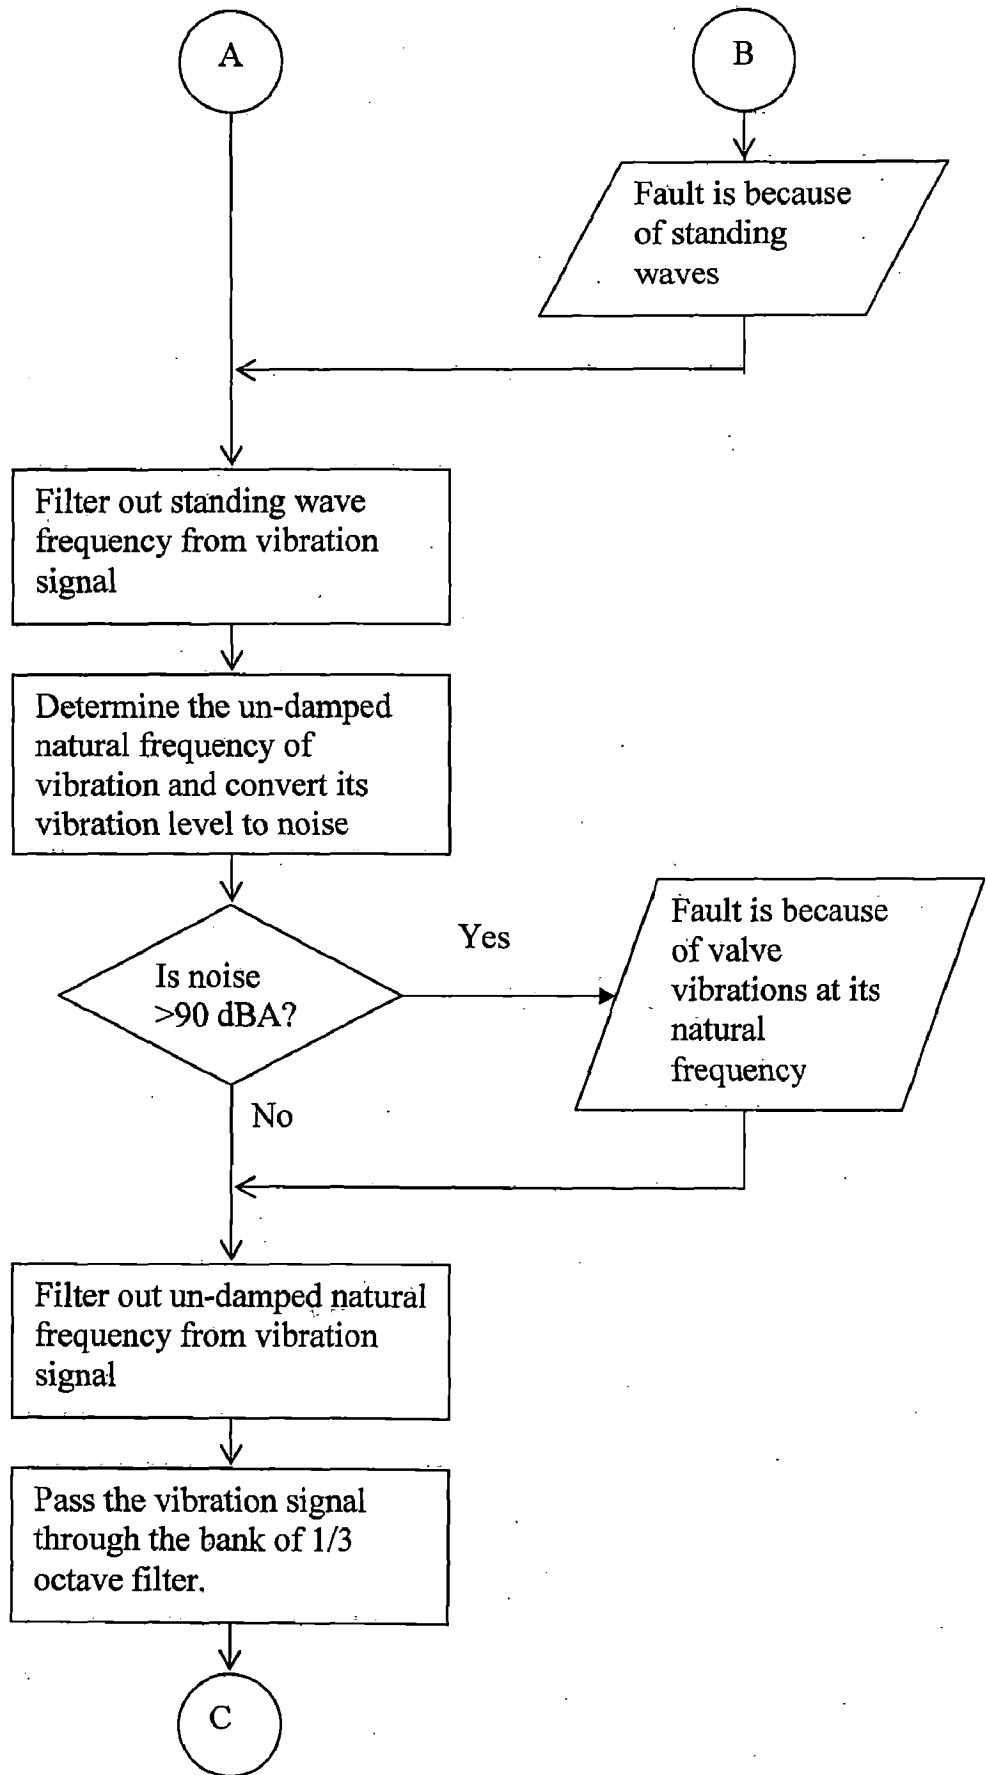 A
B
Fault is because
of standing
waves
Filter out standing wave
frequency from vibration
signal
Determine the un-damped
natural frequency of
vibration and convert its
vibration level to noise
Is noise
>90 dBA?
Yes
Fault is because
of valve
vibrations at its
natural
frequency
No
Filter out un-damped natural
frequency from vibration
signal
Pass the vibration signal
through the bank of 1/3
octave filter.
C